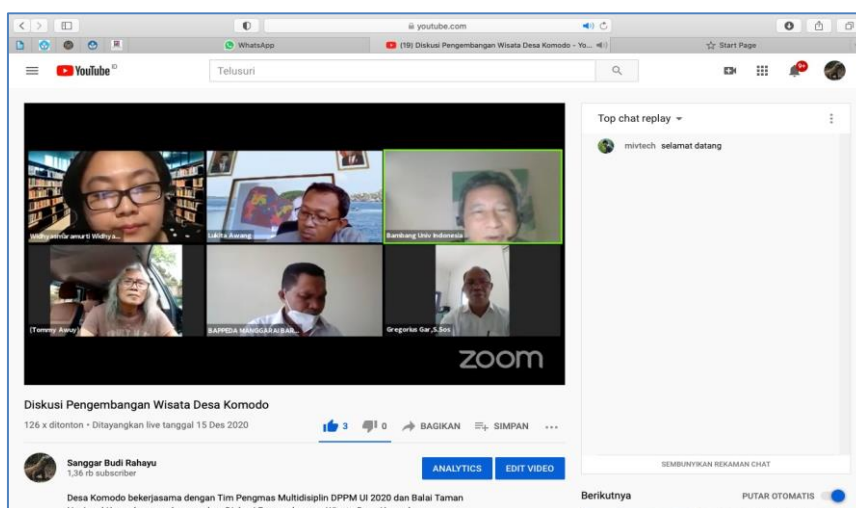 youtube.com
WhatsApp
(19) Diskusi Pengembangan Wisata Desa Komodo - Yo...
Start Page
YouTube ID
Telusuri
9+
Top chat replay
mivtech selamat datang
Lukita Awang
Bambang Univ Indonesia
(Tommy Awuy)
BAPPEDA MANGGARAI BAR...
Gregorius Gar,S.Sos
zoom
Diskusi Pengembangan Wisata Desa Komodo
126 x ditonton • Ditayangkan live tanggal 15 Des 2020
3
0
BAGIKAN
SIMPAN
Sanggar Budi Rahayu
1,36 rb subscriber
ANALYTICS
EDIT VIDEO
SEMBUNYIKAN REKAMAN CHAT
Desa Komodo bekerjasama dengan Tim Pengmas Multidisiplin DPPM UI 2020 dan Balai Taman
Berikutnya
PUTAR OTOMATIS